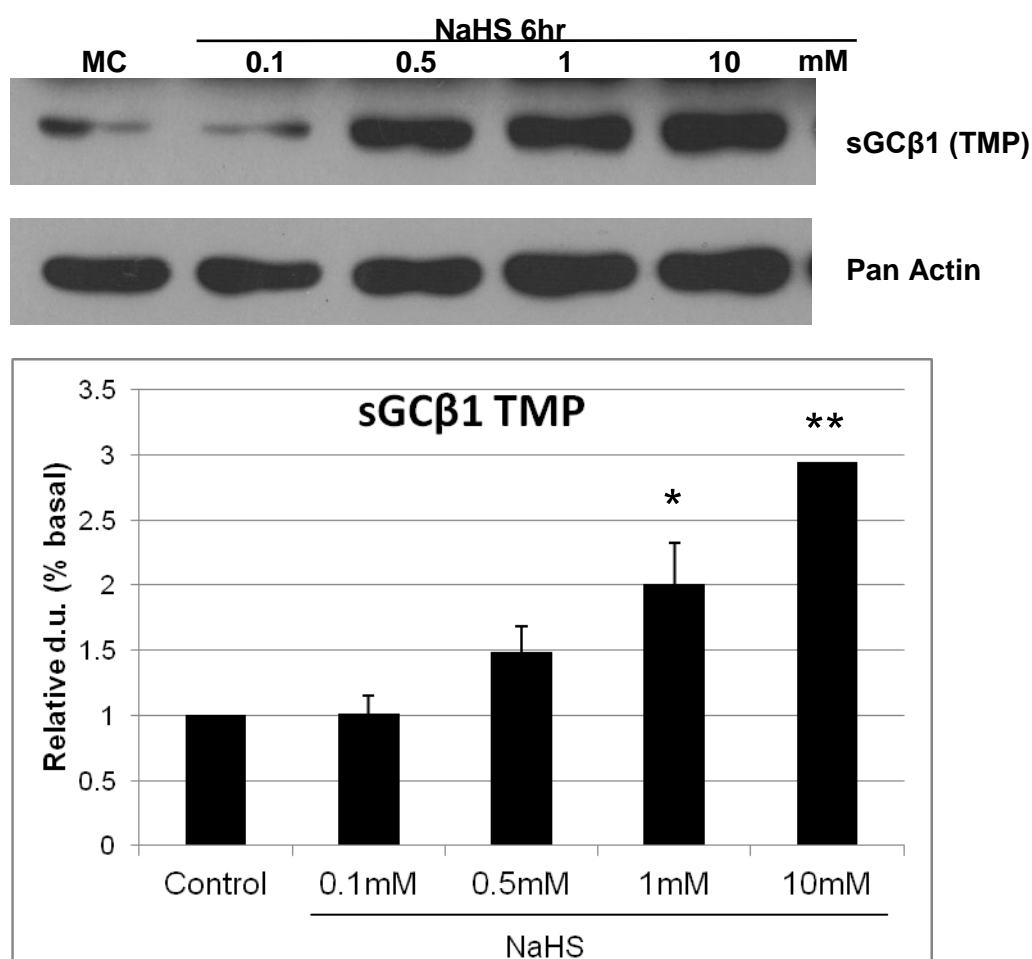 NaHS 6hr
MC 0.1 0.5 1 10 mM
sGCβ1 (TMP)
Pan Actin
sGCβ1 TMP
Relative d.u. (% basal)
3.5
3
2.5
2
1.5
1
0.5
0
*
**
Control 0.1mM 0.5mM 1mM 10mM
NaHS